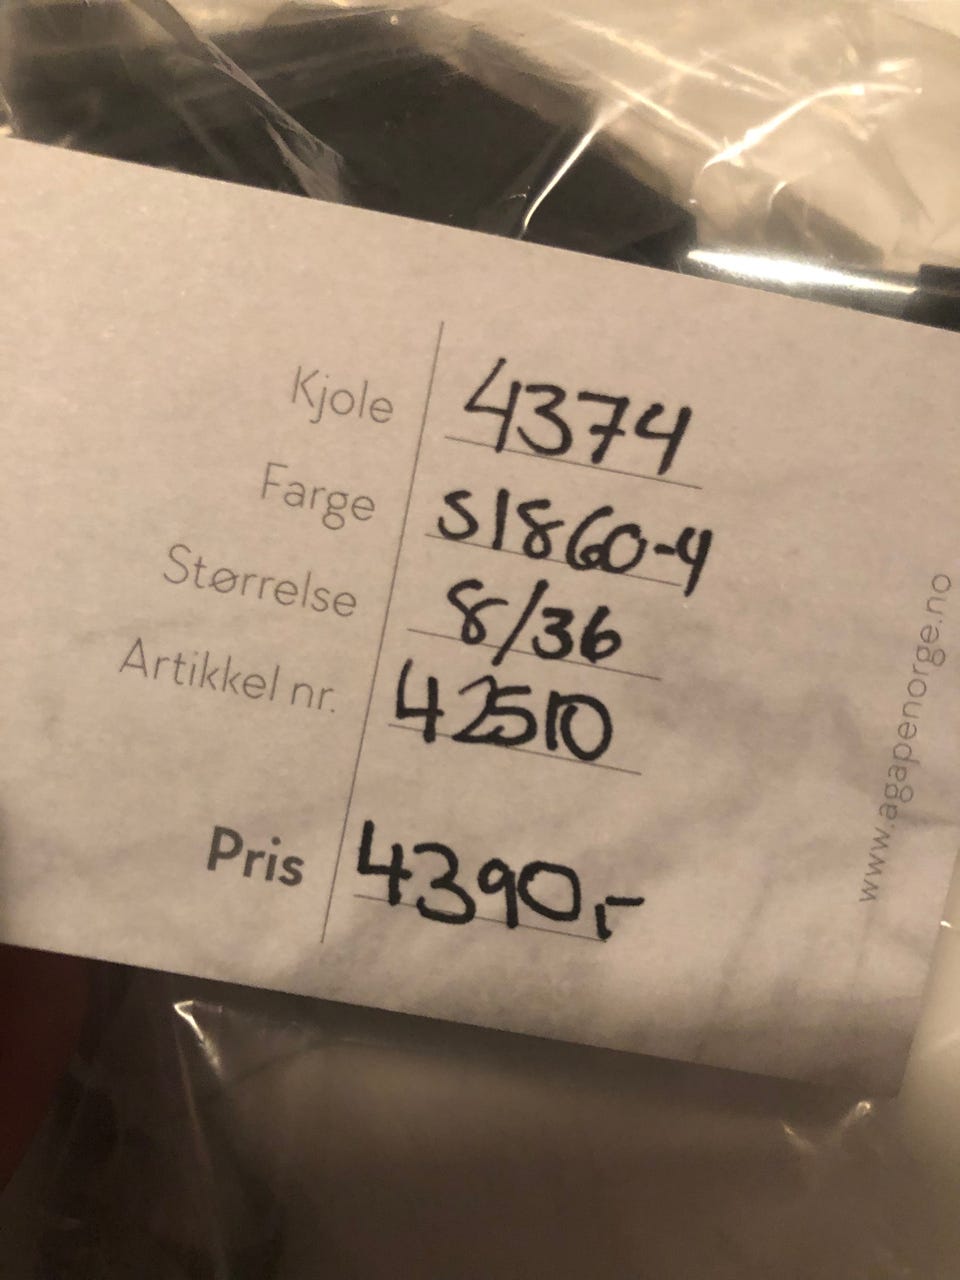 Kjole 4374
Farge S1860-4
Størrelse 8/36
Artikkel nr. 42510
Pris 4390,-
www.agapenorge.no